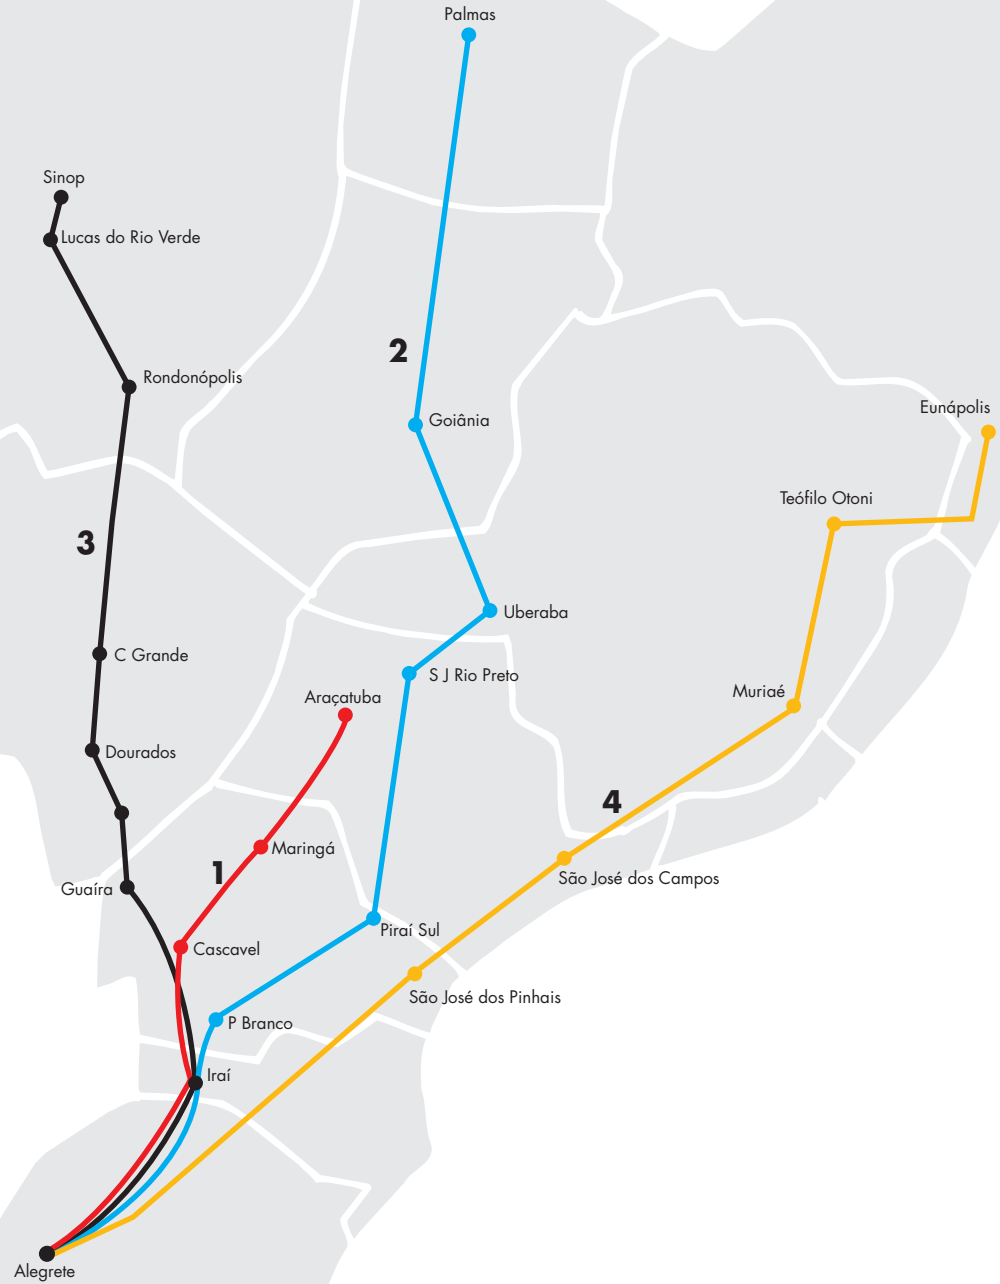 Palmas
Sinop
Lucas do Rio Verde
2
Rondonópolis
Eunápolis
Goiânia
Teófilo Otoni
3
Uberaba
C Grande
S J Rio Preto
Muriaé
Araçatuba
Dourados
4
Maringá
1
São José dos Campos
Guaíra
Piraí Sul
Cascavel
São José dos Pinhais
P Branco
Iraí
Alegrete